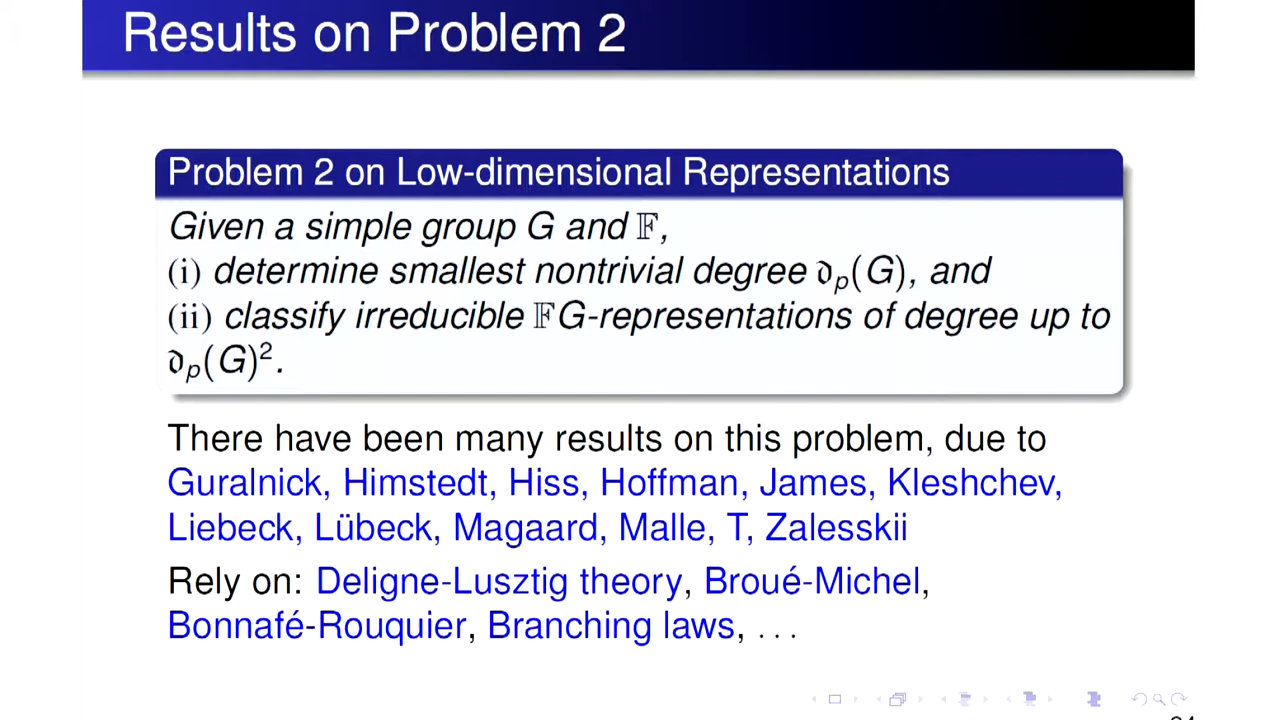 Results on Problem 2
Problem 2 on Low-dimensional Representations
Given a simple group G and 𝔽,
(i) determine smallest nontrivial degree 𝔡ₚ(G), and
(ii) classify irreducible 𝔽G-representations of degree up to
𝔡ₚ(G)².
There have been many results on this problem, due to
Guralnick, Himstedt, Hiss, Hoffman, James, Kleshchev,
Liebeck, Lübeck, Magaard, Malle, T, Zalesskii
Rely on: Deligne-Lusztig theory, Broué-Michel,
Bonnafé-Rouquier, Branching laws, . . .